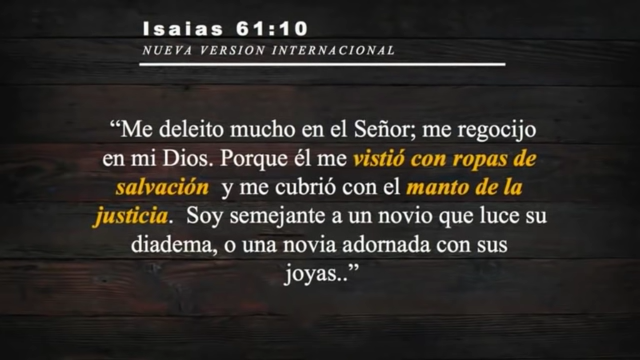 Isaias 61:10
NUEVA VERSION INTERNACIONAL
“Me deleito mucho en el Señor; me regocijo
en mi Dios. Porque él me vistió con ropas de
salvación y me cubrió con el manto de la
justicia. Soy semejante a un novio que luce su
diadema, o una novia adornada con sus
joyas..”